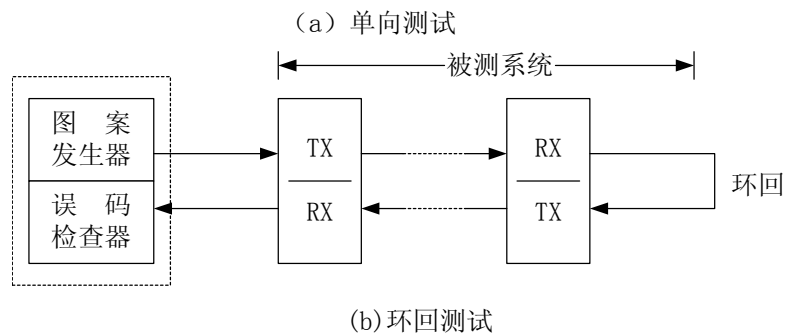 （a）单向测试
被测系统
图 案
发生器
误 码
检查器
TX
RX
RX
TX
环回
(b)环回测试